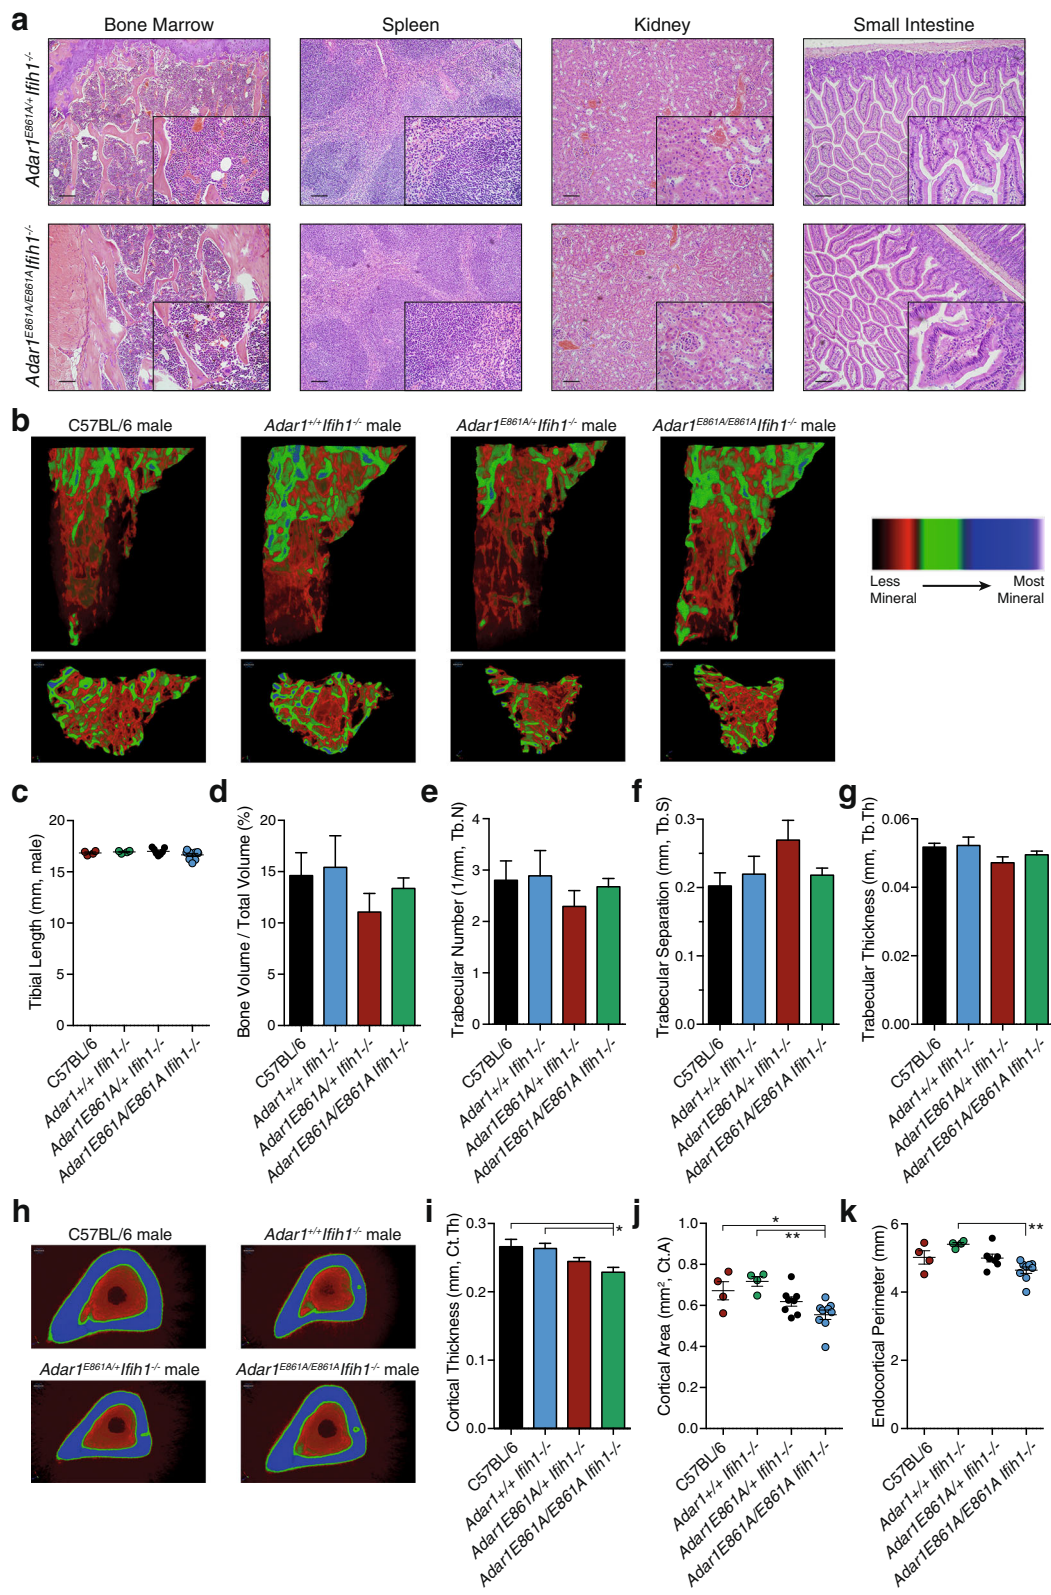 a
Bone Marrow
Spleen
Kidney
Small Intestine
Adar1E861A/+Ifih1-/-
Adar1E861A/E861AIfih1-/-
b
C57BL/6 male
Adar1+/+Ifih1-/- male
Adar1E861A/+Ifih1-/- male
Adar1E861A/E861AIfih1-/- male
Less Mineral
Most Mineral
c
Tibial Length (mm, male)
20
15
10
5
0
C57BL/6
Adar1+/+ Ifih1-/-
Adar1E861A/+ Ifih1-/-
Adar1E861A/E861A Ifih1-/-
d
Bone Volume / Total Volume (%)
20
15
10
5
0
C57BL/6
Adar1+/+ Ifih1-/-
Adar1E861A/+ Ifih1-/-
Adar1E861A/E861A Ifih1-/-
e
Trabecular Number (1/mm, Tb.N)
4
3
2
1
0
C57BL/6
Adar1+/+ Ifih1-/-
Adar1E861A/+ Ifih1-/-
Adar1E861A/E861A Ifih1-/-
f
Trabecular Separation (mm, Tb.S)
0.3
0.2
0.1
0.0
C57BL/6
Adar1+/+ Ifih1-/-
Adar1E861A/+ Ifih1-/-
Adar1E861A/E861A Ifih1-/-
g
Trabecular Thickness (mm, Tb.Th)
0.06
0.04
0.02
0.00
C57BL/6
Adar1+/+ Ifih1-/-
Adar1E861A/+ Ifih1-/-
Adar1E861A/E861A Ifih1-/-
h
C57BL/6 male
Adar1+/+Ifih1-/- male
Adar1E861A/+Ifih1-/- male
Adar1E861A/E861AIfih1-/- male
i
Cortical Thickness (mm, Ct.Th)
0.3
0.2
0.1
0.0
*
C57BL/6
Adar1+/+ Ifih1-/-
Adar1E861A/+ Ifih1-/-
Adar1E861A/E861A Ifih1-/-
j
Cortical Area (mm2, Ct.A)
1.0
0.8
0.6
0.4
0.2
0.0
*
**
C57BL/6
Adar1+/+ Ifih1-/-
Adar1E861A/+ Ifih1-/-
Adar1E861A/E861A Ifih1-/-
k
Endocortical Perimeter (mm)
6
4
2
0
**
C57BL/6
Adar1+/+ Ifih1-/-
Adar1E861A/+ Ifih1-/-
Adar1E861A/E861A Ifih1-/-